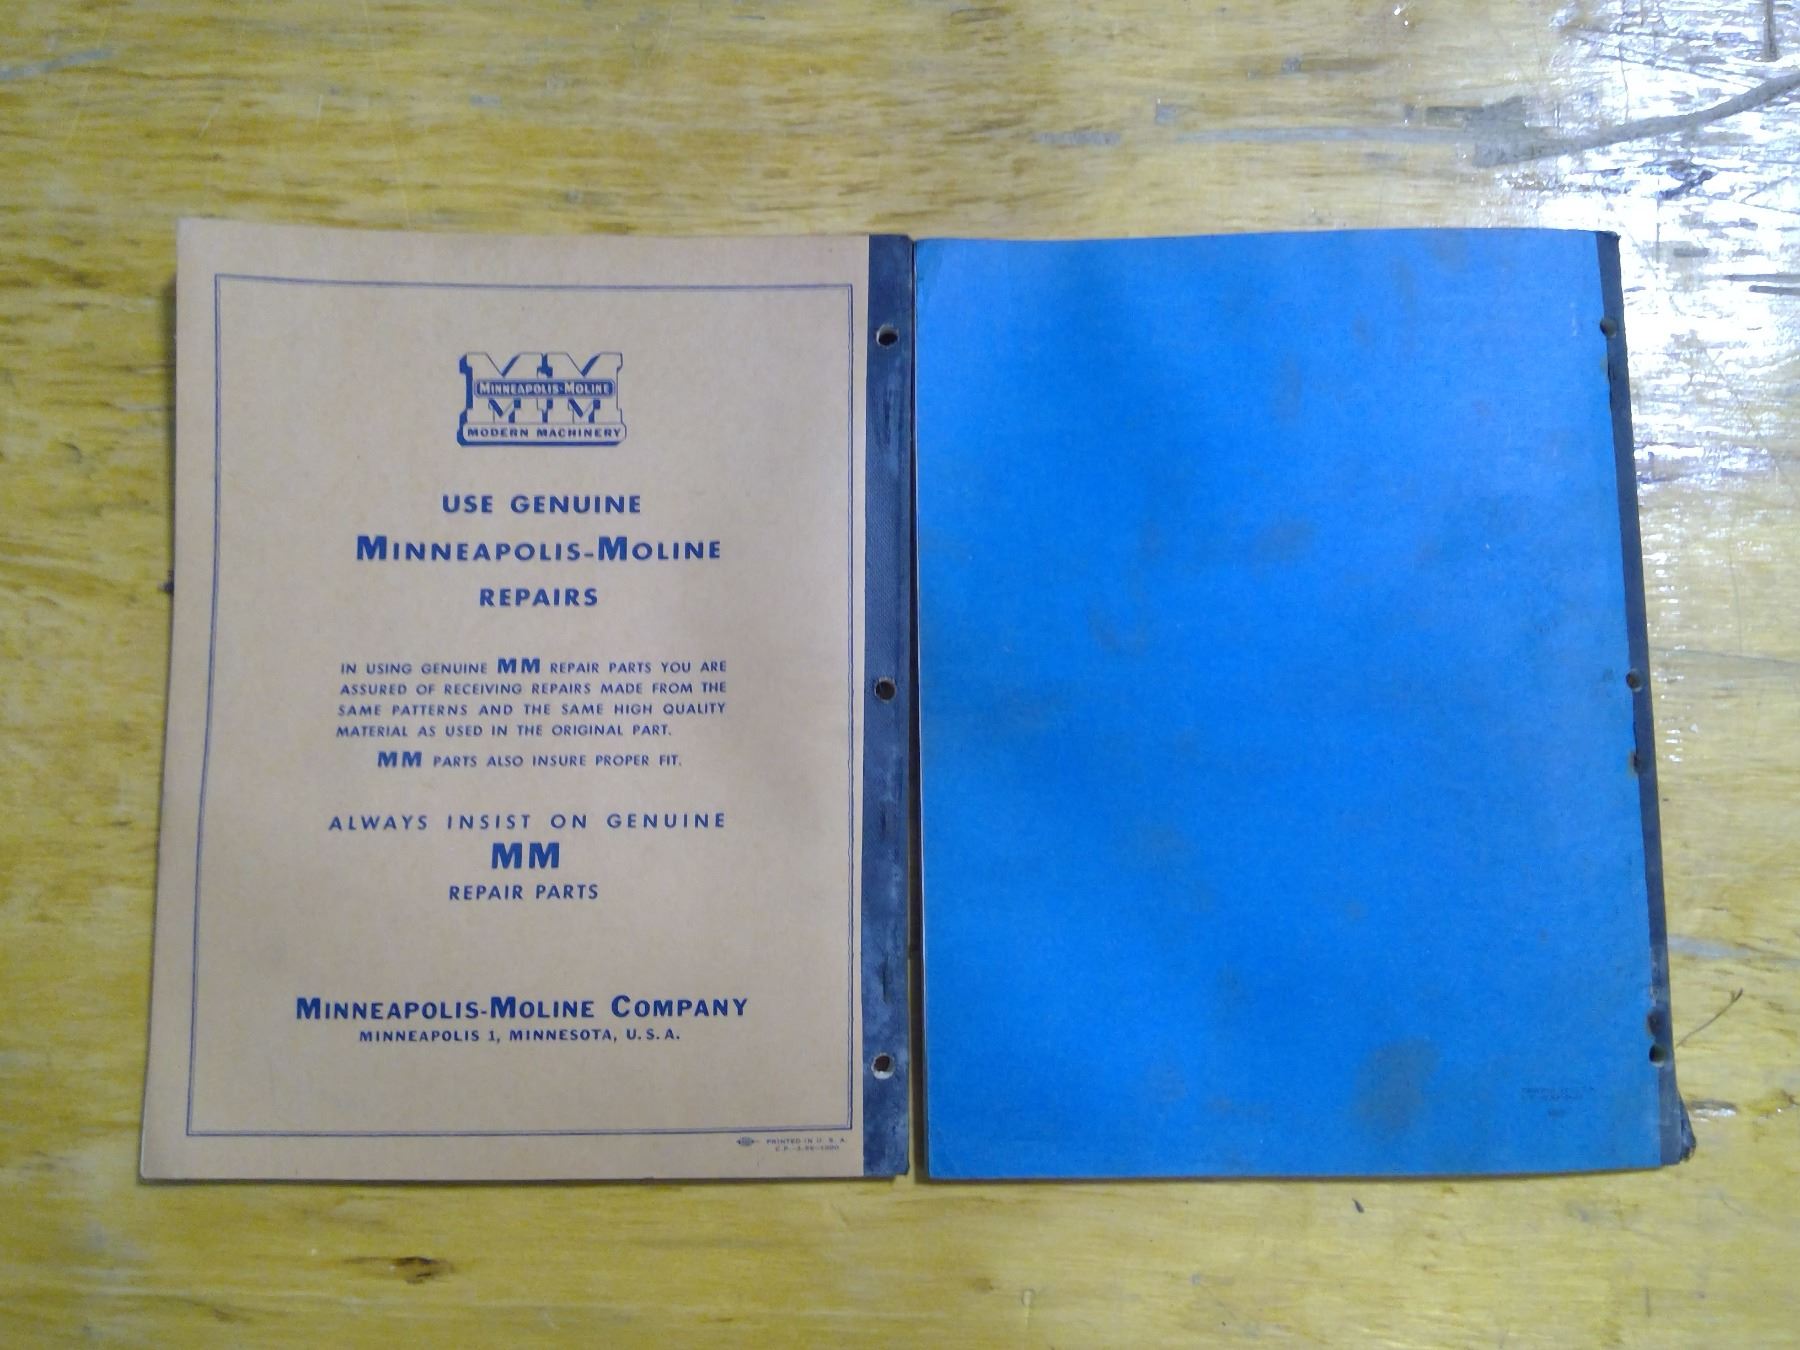 MINNEAPOLIS-MOLINE
MODERN MACHINERY
USE GENUINE
MINNEAPOLIS-MOLINE
REPAIRS
IN USING GENUINE MM REPAIR PARTS YOU ARE
ASSURED OF RECEIVING REPAIRS MADE FROM THE
SAME PATTERNS AND THE SAME HIGH QUALITY
MATERIAL AS USED IN THE ORIGINAL PART.
MM PARTS ALSO INSURE PROPER FIT.
ALWAYS INSIST ON GENUINE
MM
REPAIR PARTS
MINNEAPOLIS-MOLINE COMPANY
MINNEAPOLIS 1, MINNESOTA, U.S.A.
PRINTED IN U. S. A.